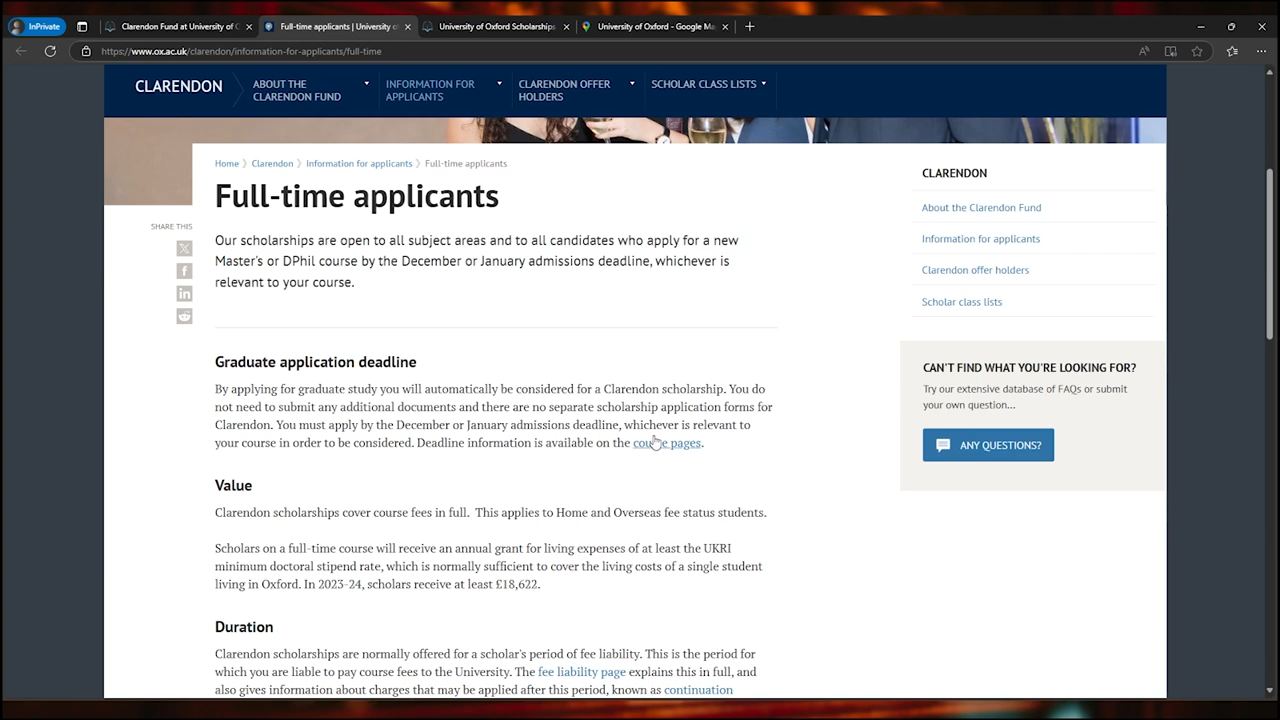 InPrivate
Clarendon Fund at University of O
Full-time applicants | University o
University of Oxford Scholarships
University of Oxford - Google Ma
https://www.ox.ac.uk/clarendon/information-for-applicants/full-time
CLARENDON
ABOUT THE
CLARENDON FUND
INFORMATION FOR
APPLICANTS
CLARENDON OFFER
HOLDERS
SCHOLAR CLASS LISTS
Home
Clarendon
Information for applicants
Full-time applicants
Full-time applicants
SHARE THIS
Our scholarships are open to all subject areas and to all candidates who apply for a new
Master's or DPhil course by the December or January admissions deadline, whichever is
relevant to your course.
Graduate application deadline
By applying for graduate study you will automatically be considered for a Clarendon scholarship. You do
not need to submit any additional documents and there are no separate scholarship application forms for
Clarendon. You must apply by the December or January admissions deadline, whichever is relevant to
your course in order to be considered. Deadline information is available on the course pages.
Value
Clarendon scholarships cover course fees in full. This applies to Home and Overseas fee status students.
Scholars on a full-time course will receive an annual grant for living expenses of at least the UKRI
minimum doctoral stipend rate, which is normally sufficient to cover the living costs of a single student
living in Oxford. In 2023-24, scholars receive at least £18,622.
Duration
Clarendon scholarships are normally offered for a scholar's period of fee liability. This is the period for
which you are liable to pay course fees to the University. The fee liability page explains this in full, and
also gives information about charges that may be applied after this period, known as continuation
CLARENDON
About the Clarendon Fund
Information for applicants
Clarendon offer holders
Scholar class lists
CAN'T FIND WHAT YOU'RE LOOKING FOR?
Try our extensive database of FAQs or submit
your own question...
ANY QUESTIONS?